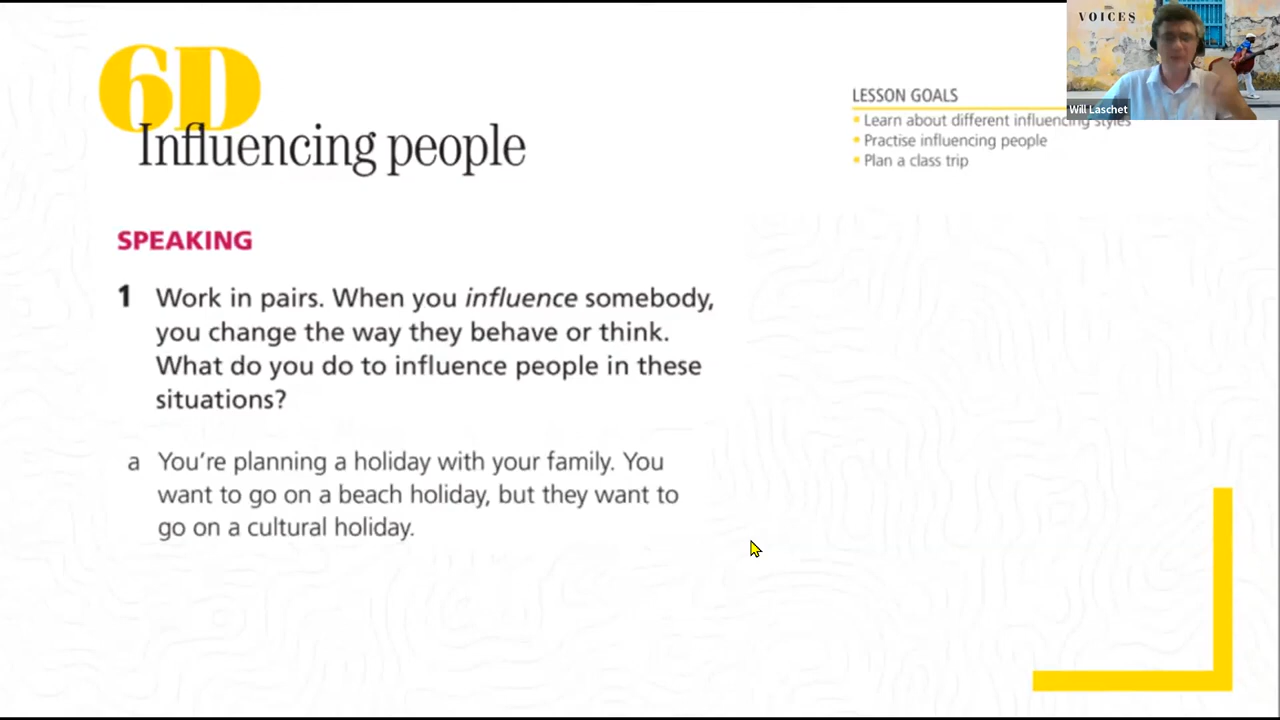 6D
Influencing people
LESSON GOALS
• Learn about different influencing styles
• Practise influencing people
• Plan a class trip
VOICES
Will Laschet
SPEAKING
1 Work in pairs. When you influence somebody,
you change the way they behave or think.
What do you do to influence people in these
situations?
a You're planning a holiday with your family. You
want to go on a beach holiday, but they want to
go on a cultural holiday.